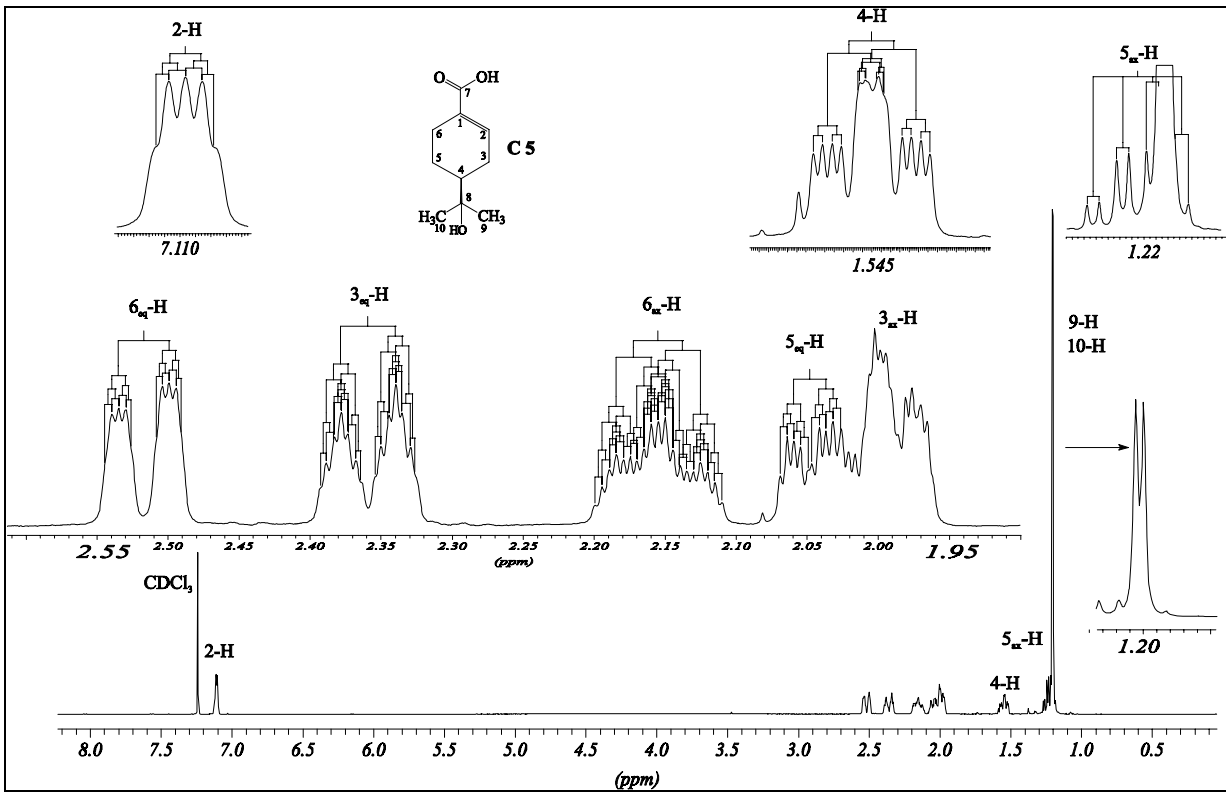 2-H
7.110
O
OH
7
1
2
6
C5
5
3
4
8
H₃C
CH₃
10
HO
9
4-H
1.545
5ax-H
1.22
6eq-H
3eq-H
6ax-H
5eq-H
3ax-H
9-H
10-H
2.55 2.50 2.45 2.40 2.35 2.30 2.25 2.20 2.15 2.10 2.05 2.00 1.95
(ppm)
1.20
CDCl₃
2-H
5ax-H
4-H
8.0 7.5 7.0 6.5 6.0 5.5 5.0 4.5 4.0 3.5 3.0 2.5 2.0 1.5 1.0 0.5
(ppm)